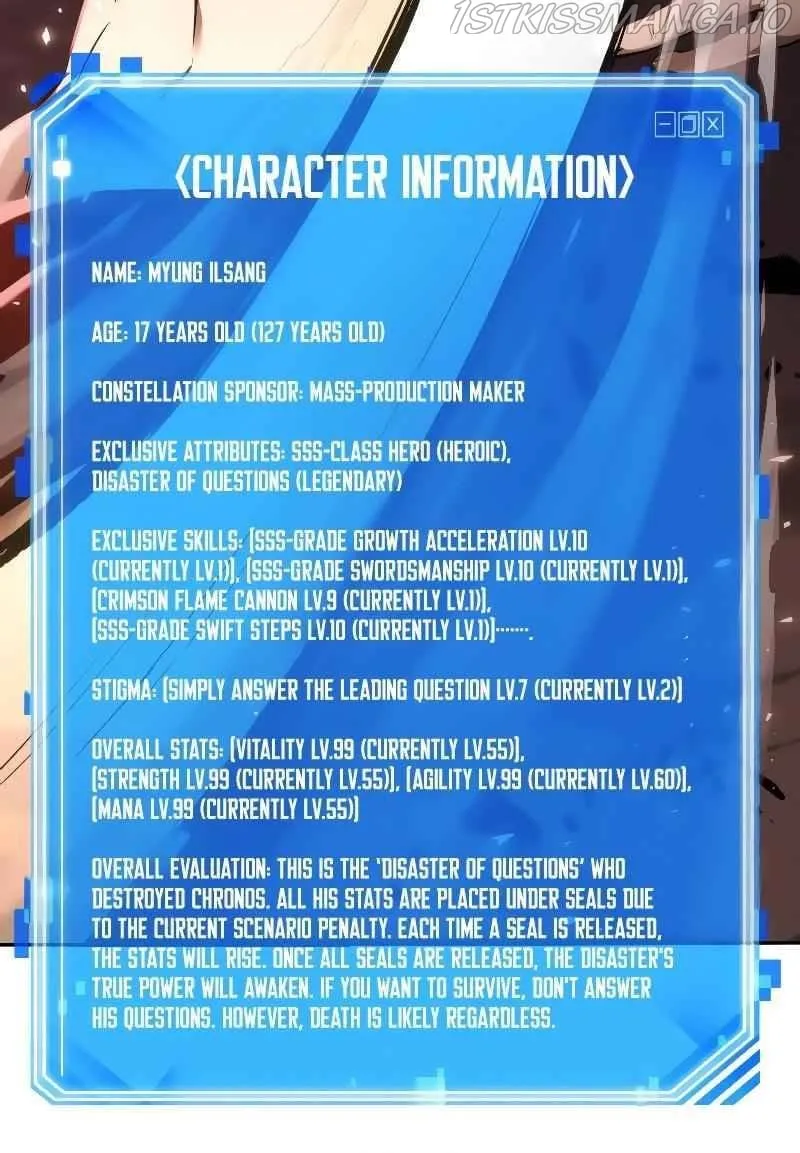 1STKISSMANGA.IO
<CHARACTER INFORMATION>
NAME: MYUNG ILSANG
AGE: 17 YEARS OLD (127 YEARS OLD)
CONSTELLATION SPONSOR: MASS-PRODUCTION MAKER
EXCLUSIVE ATTRIBUTES: SSS-CLASS HERO (HEROIC),
DISASTER OF QUESTIONS (LEGENDARY)
EXCLUSIVE SKILLS: [SSS-GRADE GROWTH ACCELERATION LV.10
(CURRENTLY LV.1)], [SSS-GRADE SWORDSMANSHIP LV.10 (CURRENTLY LV.1)],
[CRIMSON FLAME CANNON LV.9 (CURRENTLY LV.1)],
[SSS-GRADE SWIFT STEPS LV.10 (CURRENTLY LV.1)].......
STIGMA: [SIMPLY ANSWER THE LEADING QUESTION LV.7 (CURRENTLY LV.2)]
OVERALL STATS: [VITALITY LV.99 (CURRENTLY LV.55)],
[STRENGTH LV.99 (CURRENTLY LV.55)], [AGILITY LV.99 (CURRENTLY LV.60)],
[MANA LV.99 (CURRENTLY LV.55)]
OVERALL EVALUATION: THIS IS THE 'DISASTER OF QUESTIONS' WHO
DESTROYED CHRONOS. ALL HIS STATS ARE PLACED UNDER SEALS DUE
TO THE CURRENT SCENARIO PENALTY. EACH TIME A SEAL IS RELEASED,
THE STATS WILL RISE. ONCE ALL SEALS ARE RELEASED, THE DISASTER'S
TRUE POWER WILL AWAKEN. IF YOU WANT TO SURVIVE, DON'T ANSWER
HIS QUESTIONS. HOWEVER, DEATH IS LIKELY REGARDLESS.